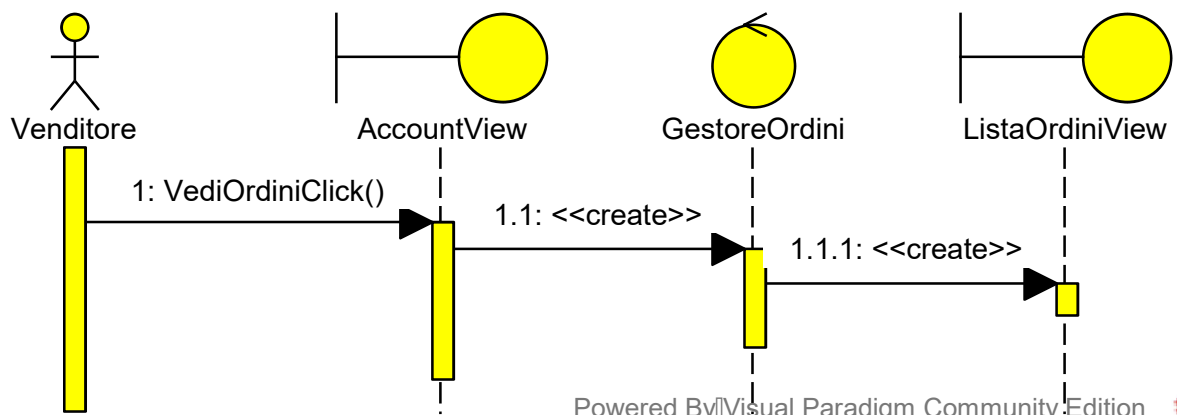 Venditore
AccountView
GestoreOrdini
ListaOrdiniView
1: VediOrdiniClick()
1.1: <<create>>
1.1.1: <<create>>
Powered By Visual Paradigm Community Edition